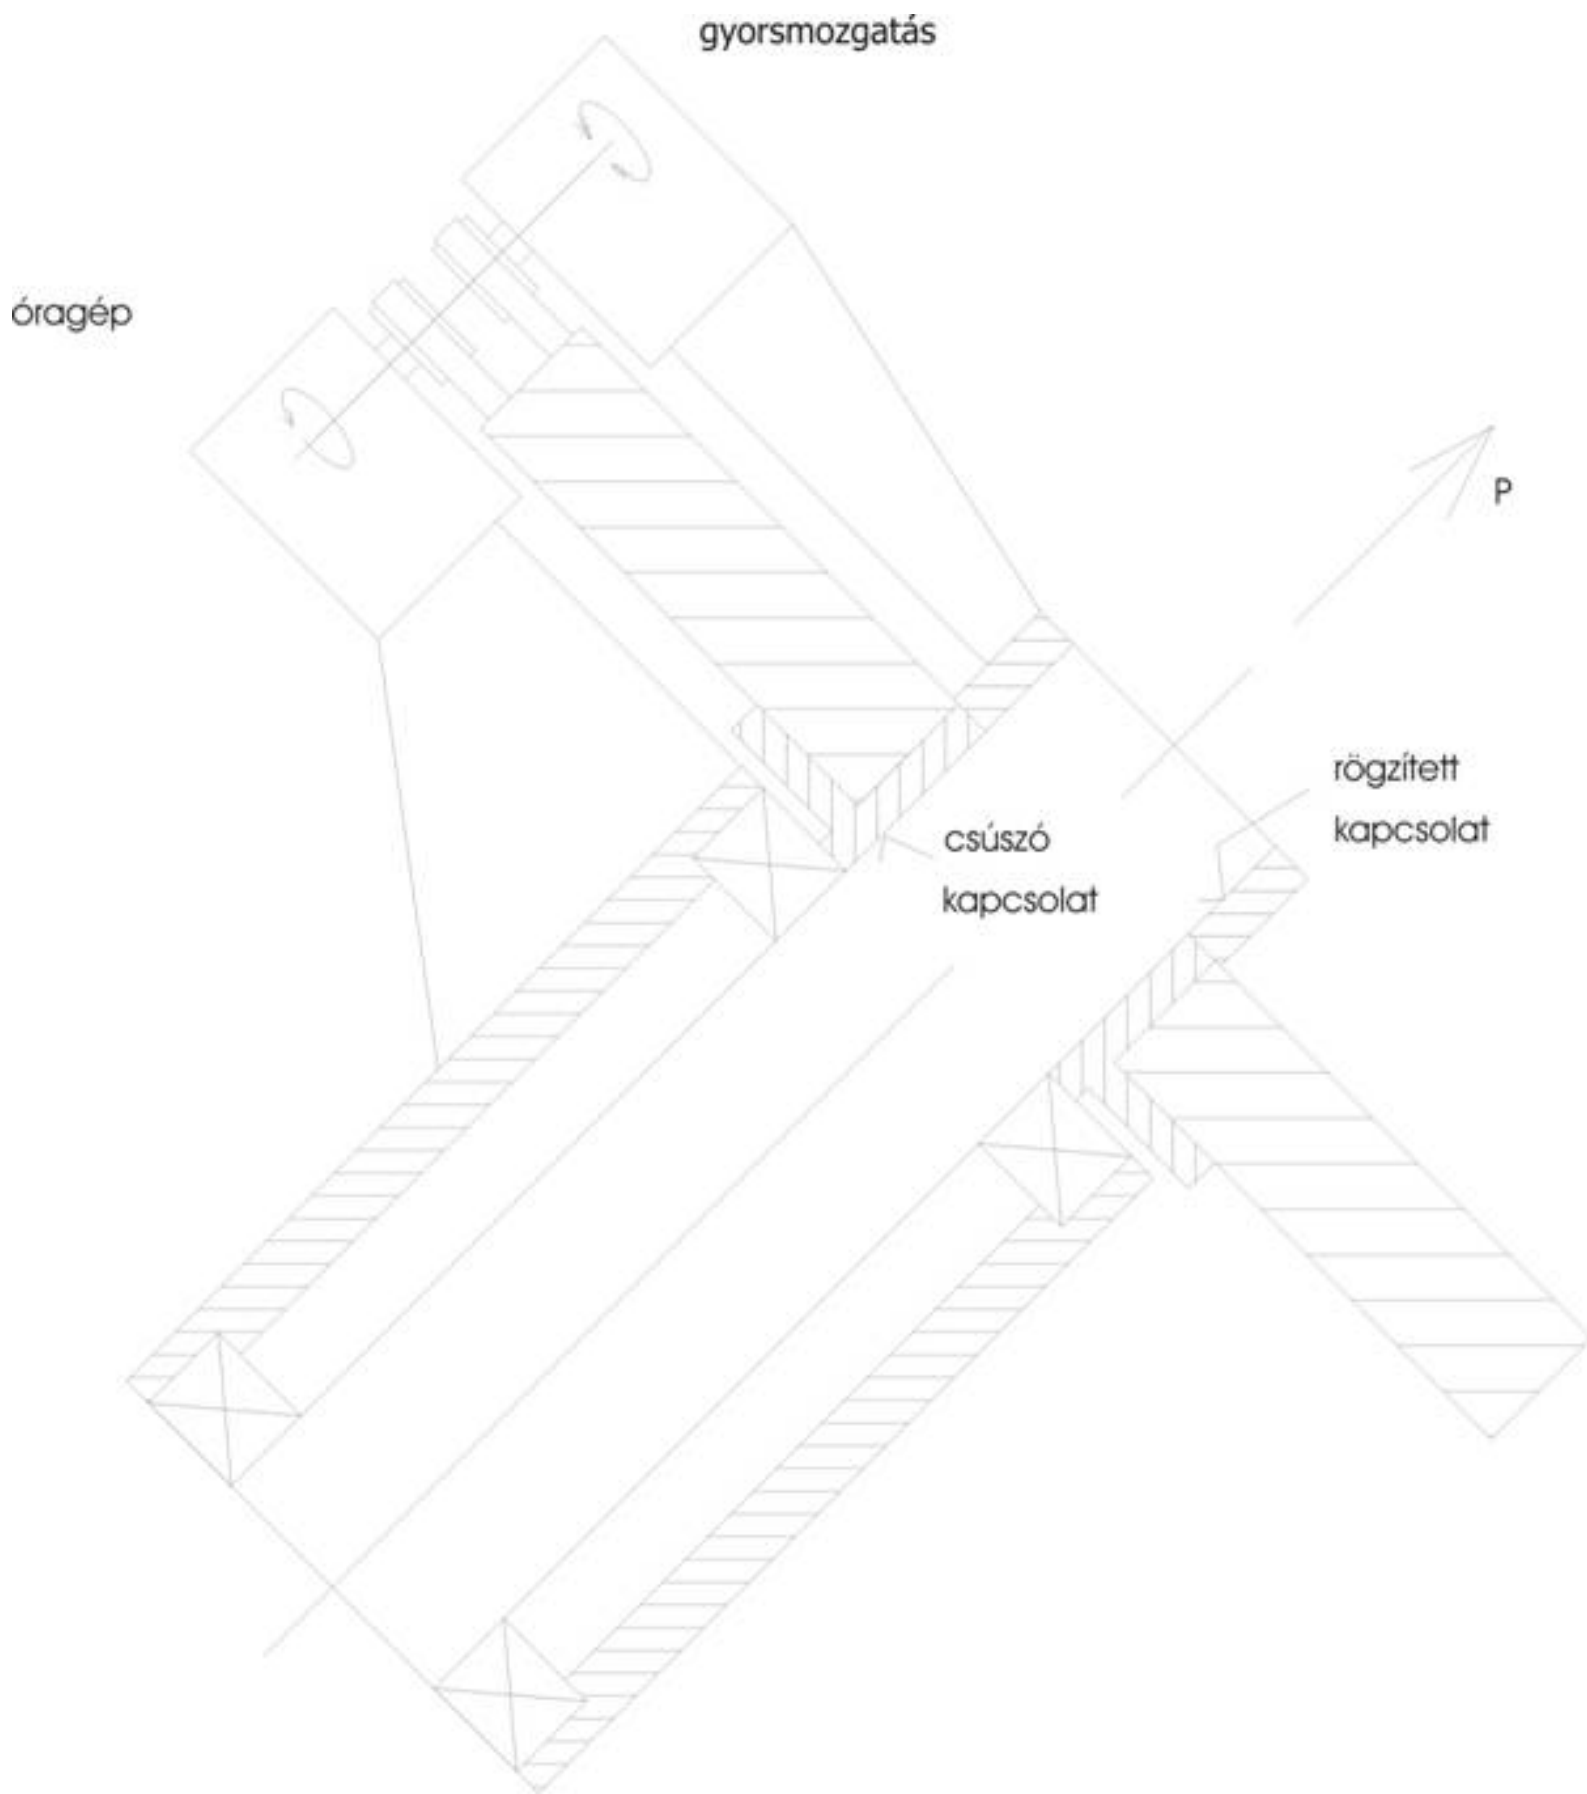 gyorsmozgatás
óragép
P
rögzített
kapcsolat
csúszó
kapcsolat